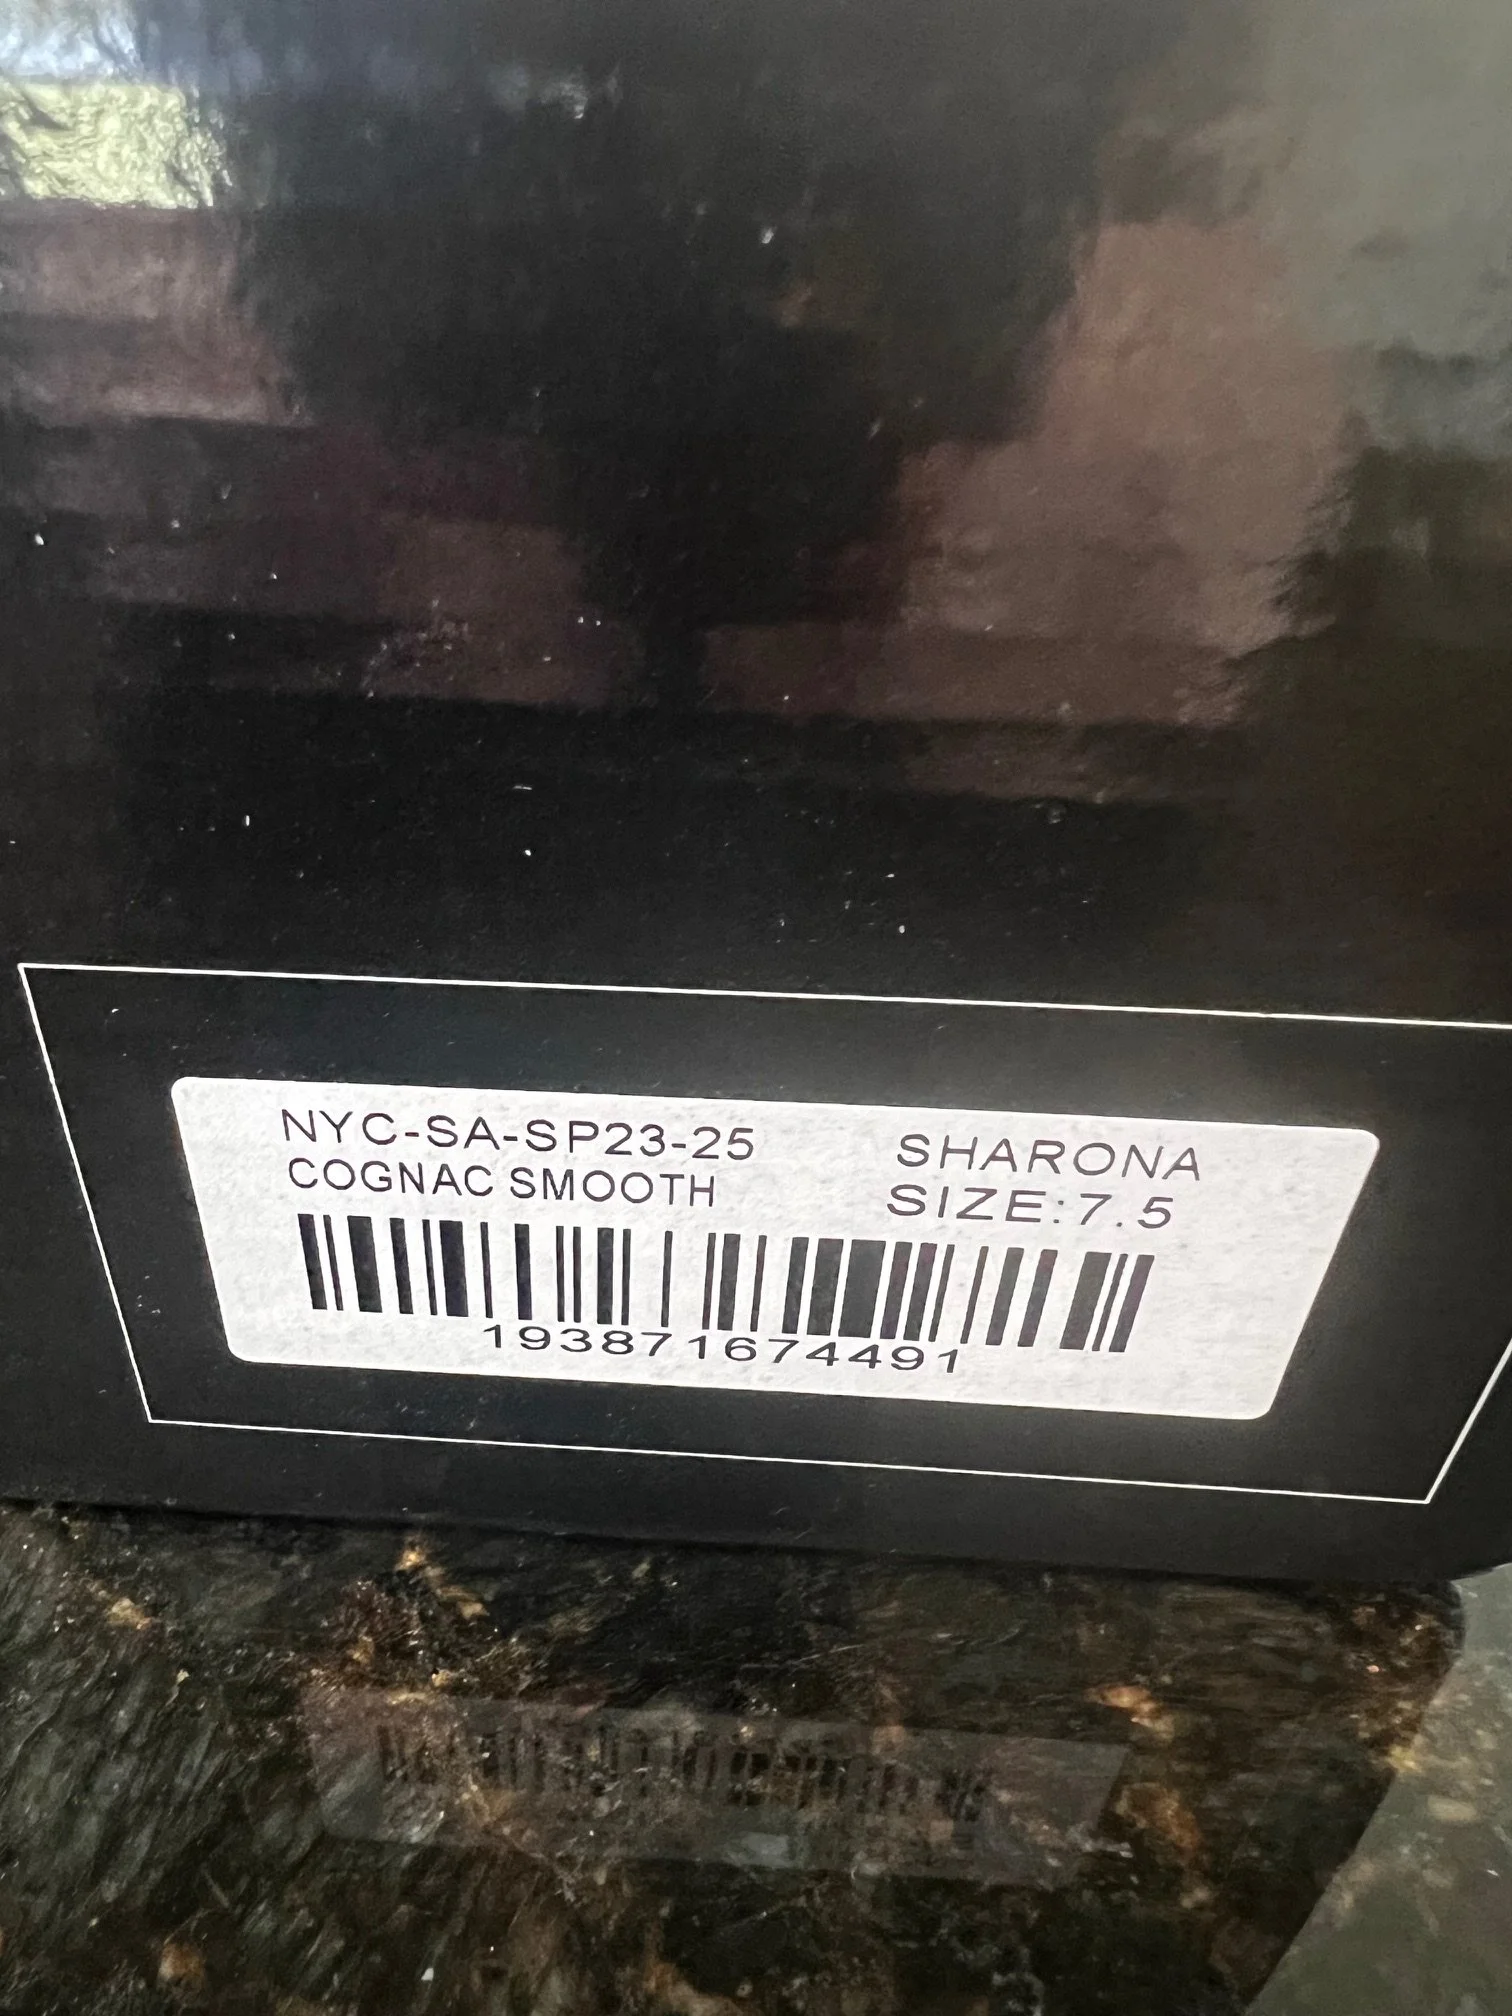 NYC-SA-SP23-25 SHARONA
COGNAC SMOOTH SIZE:7.5
193871674491